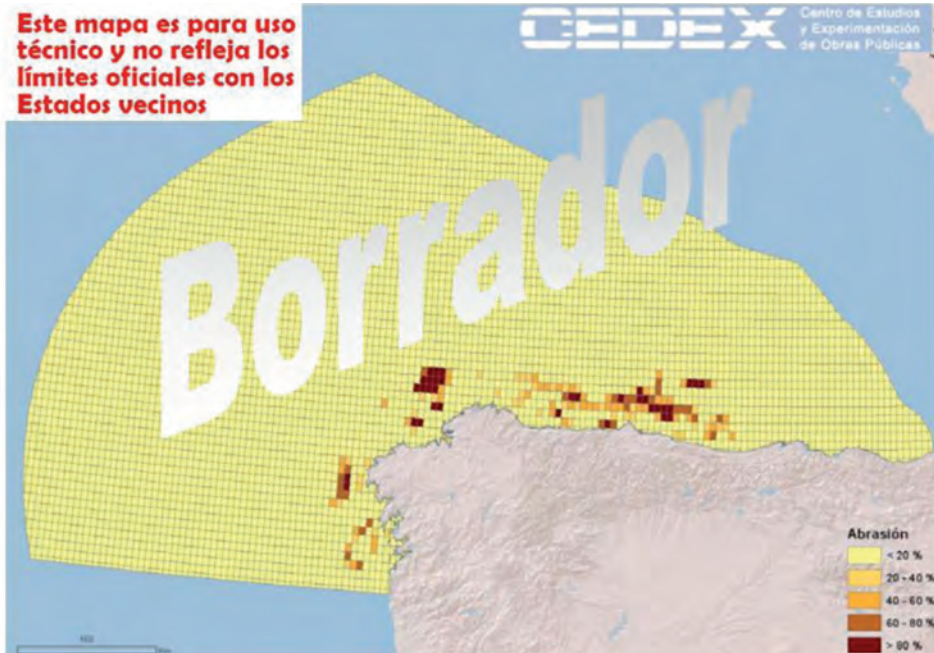 Este mapa es para uso
técnico y no refleja los
límites oficiales con los
Estados vecinos
CEDEX
Centro de Estudios
y Experimentación
de Obras Públicas
Borrador
Abrasión
< 20 %
20 - 40 %
40 - 60 %
60 - 80 %
> 80 %